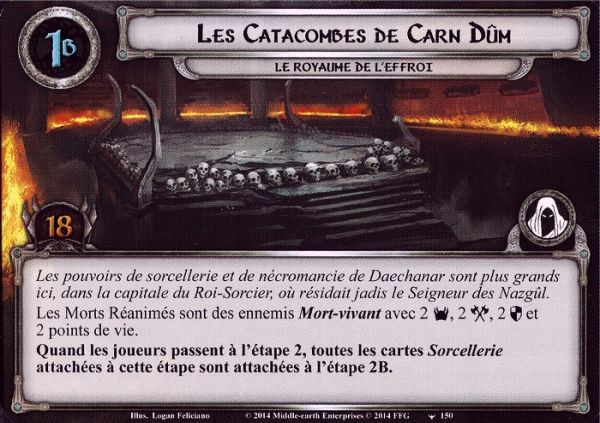 1B
LES CATACOMBES DE CARN DÛM
LE ROYAUME DE L'EFFROI
18
Les pouvoirs de sorcellerie et de nécromancie de Daechanar sont plus grands
ici, dans la capitale du Roi-Sorcier, où résidait jadis le Seigneur des Nazgûl.
Les Morts Réanimés sont des ennemis Mort-vivant avec 2, 2, 2 et
2 points de vie.
Quand les joueurs passent à l'étape 2, toutes les cartes Sorcellerie
attachées à cette étape sont attachées à l'étape 2B.
Illus. Logan Feliciano © 2014 Middle-earth Enterprises © 2014 FFG 150